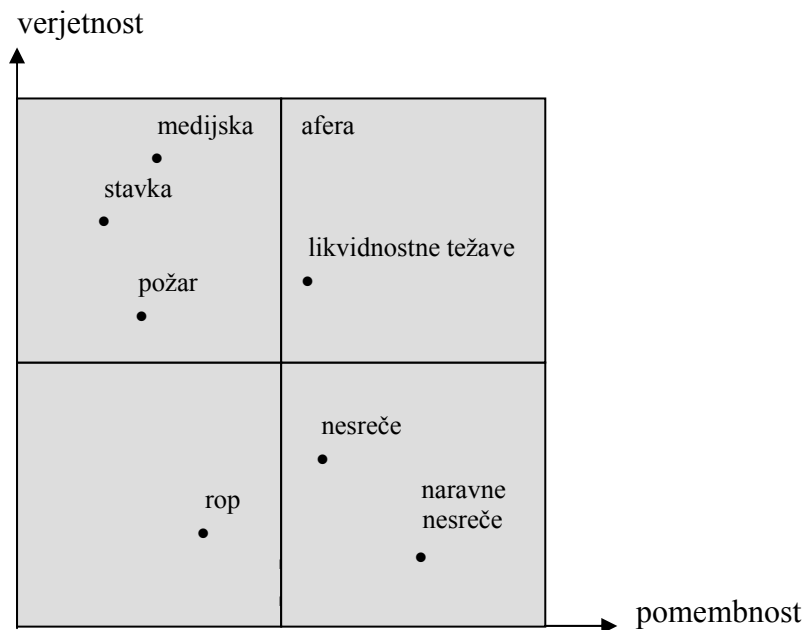 verjetnost
medijska afera
stavka
likvidnostne težave
požar
nesreče
naravne
nesreče
rop
pomembnost